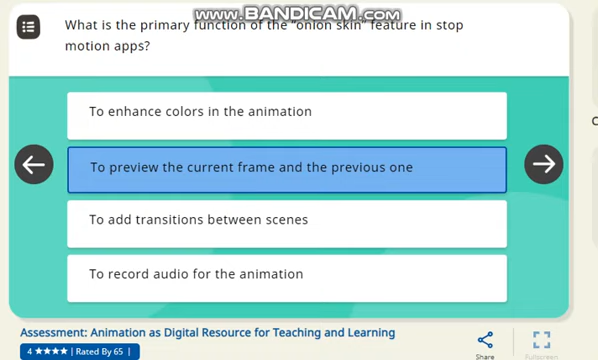 www.BANDICAM.com
What is the primary function of the "onion skin" feature in stop
motion apps?
To enhance colors in the animation
To preview the current frame and the previous one
To add transitions between scenes
To record audio for the animation
Assessment: Animation as Digital Resource for Teaching and Learning
4 ★★★★ | Rated By 65 |
Share
Fullscreen